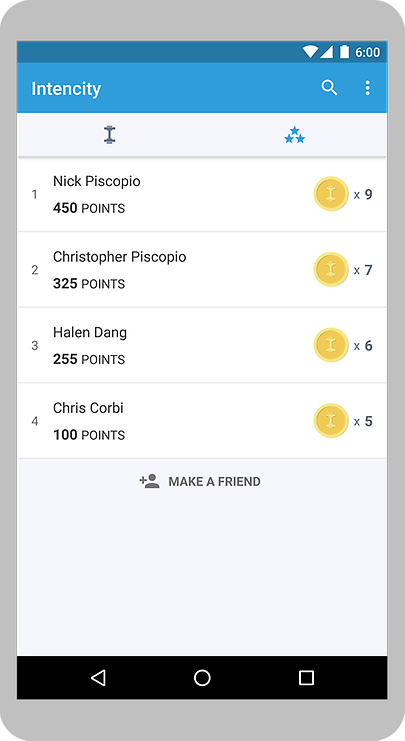 6:00
Intencity
1
Nick Piscopio
450 POINTS
x 9
2
Christopher Piscopio
325 POINTS
x 7
3
Halen Dang
255 POINTS
x 6
4
Chris Corbi
100 POINTS
x 5
MAKE A FRIEND